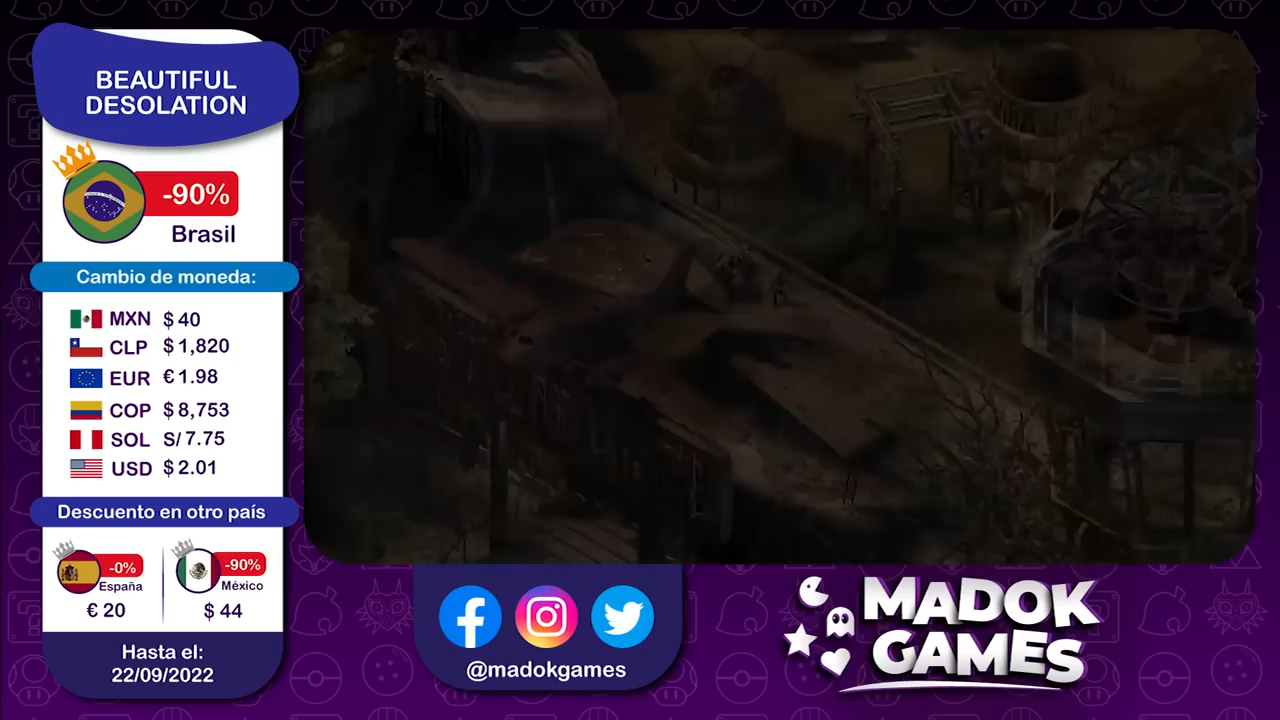 BEAUTIFUL
DESOLATION
-90%
Brasil
Cambio de moneda:
MXN $ 40
CLP $ 1,820
EUR € 1.98
COP $ 8,753
SOL S/ 7.75
USD $ 2.01
Descuento en otro país
-0%
España
€ 20
-90%
México
$ 44
Hasta el:
22/09/2022
@madokgames
MADOK
GAMES